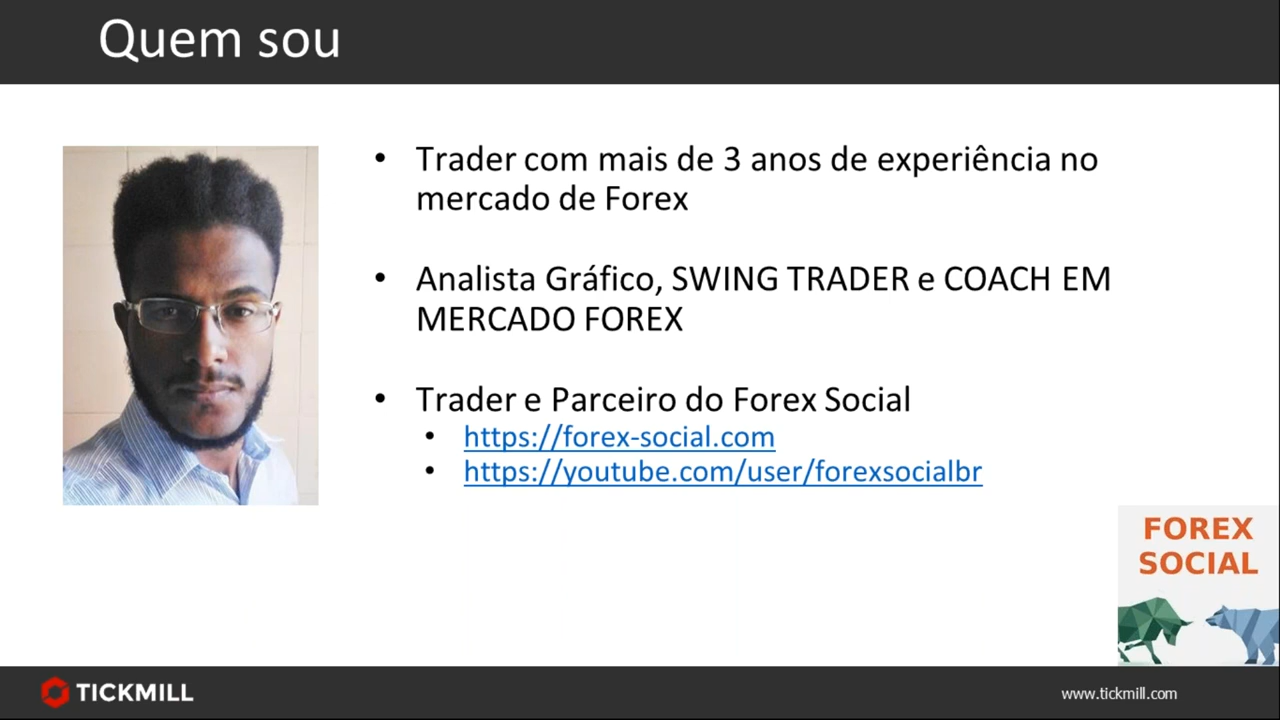 Quem sou
Trader com mais de 3 anos de experiência no
mercado de Forex
Analista Gráfico, SWING TRADER e COACH EM
MERCADO FOREX
Trader e Parceiro do Forex Social
https://forex-social.com
https://youtube.com/user/forexsocialbr
FOREX
SOCIAL
TICKMILL
www.tickmill.com